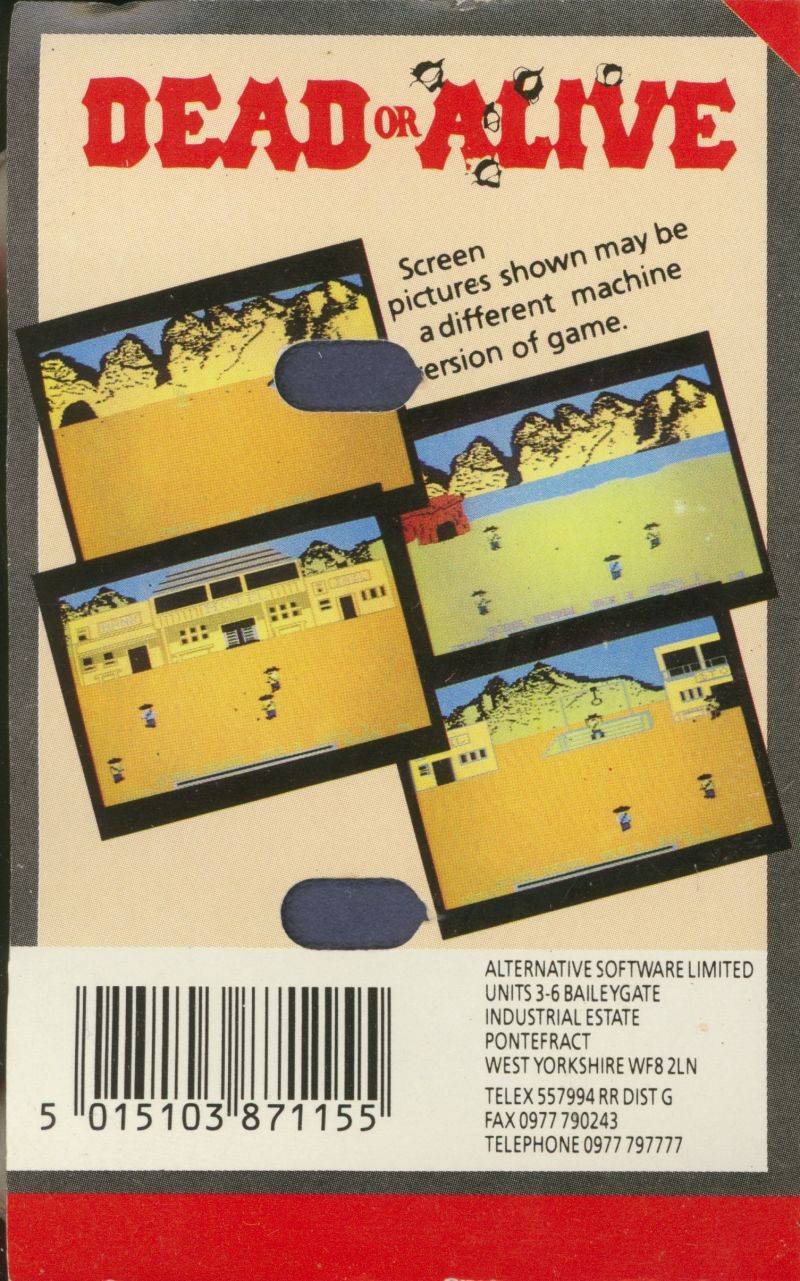 DEAD OR ALIVE
Screen
pictures shown may be
a different machine
version of game.
ALTERNATIVE SOFTWARE LIMITED
UNITS 3-6 BAILEYGATE
INDUSTRIAL ESTATE
PONTEFRACT
WEST YORKSHIRE WF8 2LN
TELEX 557994 RR DIST G
FAX 0977 790243
TELEPHONE 0977 797777
5 015103 871155